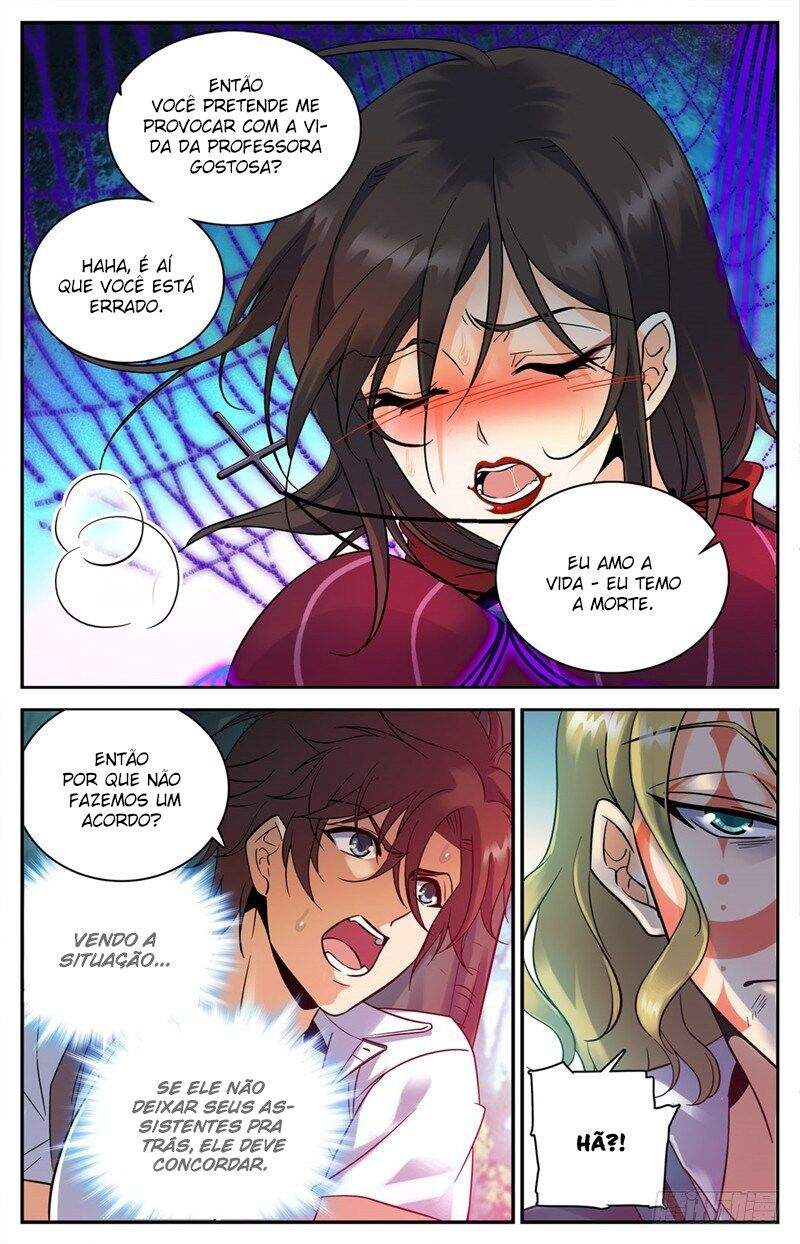 ENTÃO
VOCÊ PRETENDE ME
PROVOCAR COM A VI-
DA DA PROFESSORA
GOSTOSA?
HAHA, É AÍ
QUE VOCÊ ESTÁ
ERRADO.
EU AMO A
VIDA - EU TEMO
A MORTE.
ENTÃO
POR QUE NÃO
FAZEMOS UM
ACORDO?
VENDO A
SITUAÇÃO...
SE ELE NÃO
DEIXAR SEUS AS-
SISTENTES PRA
TRÁS, ELE DEVE
CONCORDAR.
HÃ?!